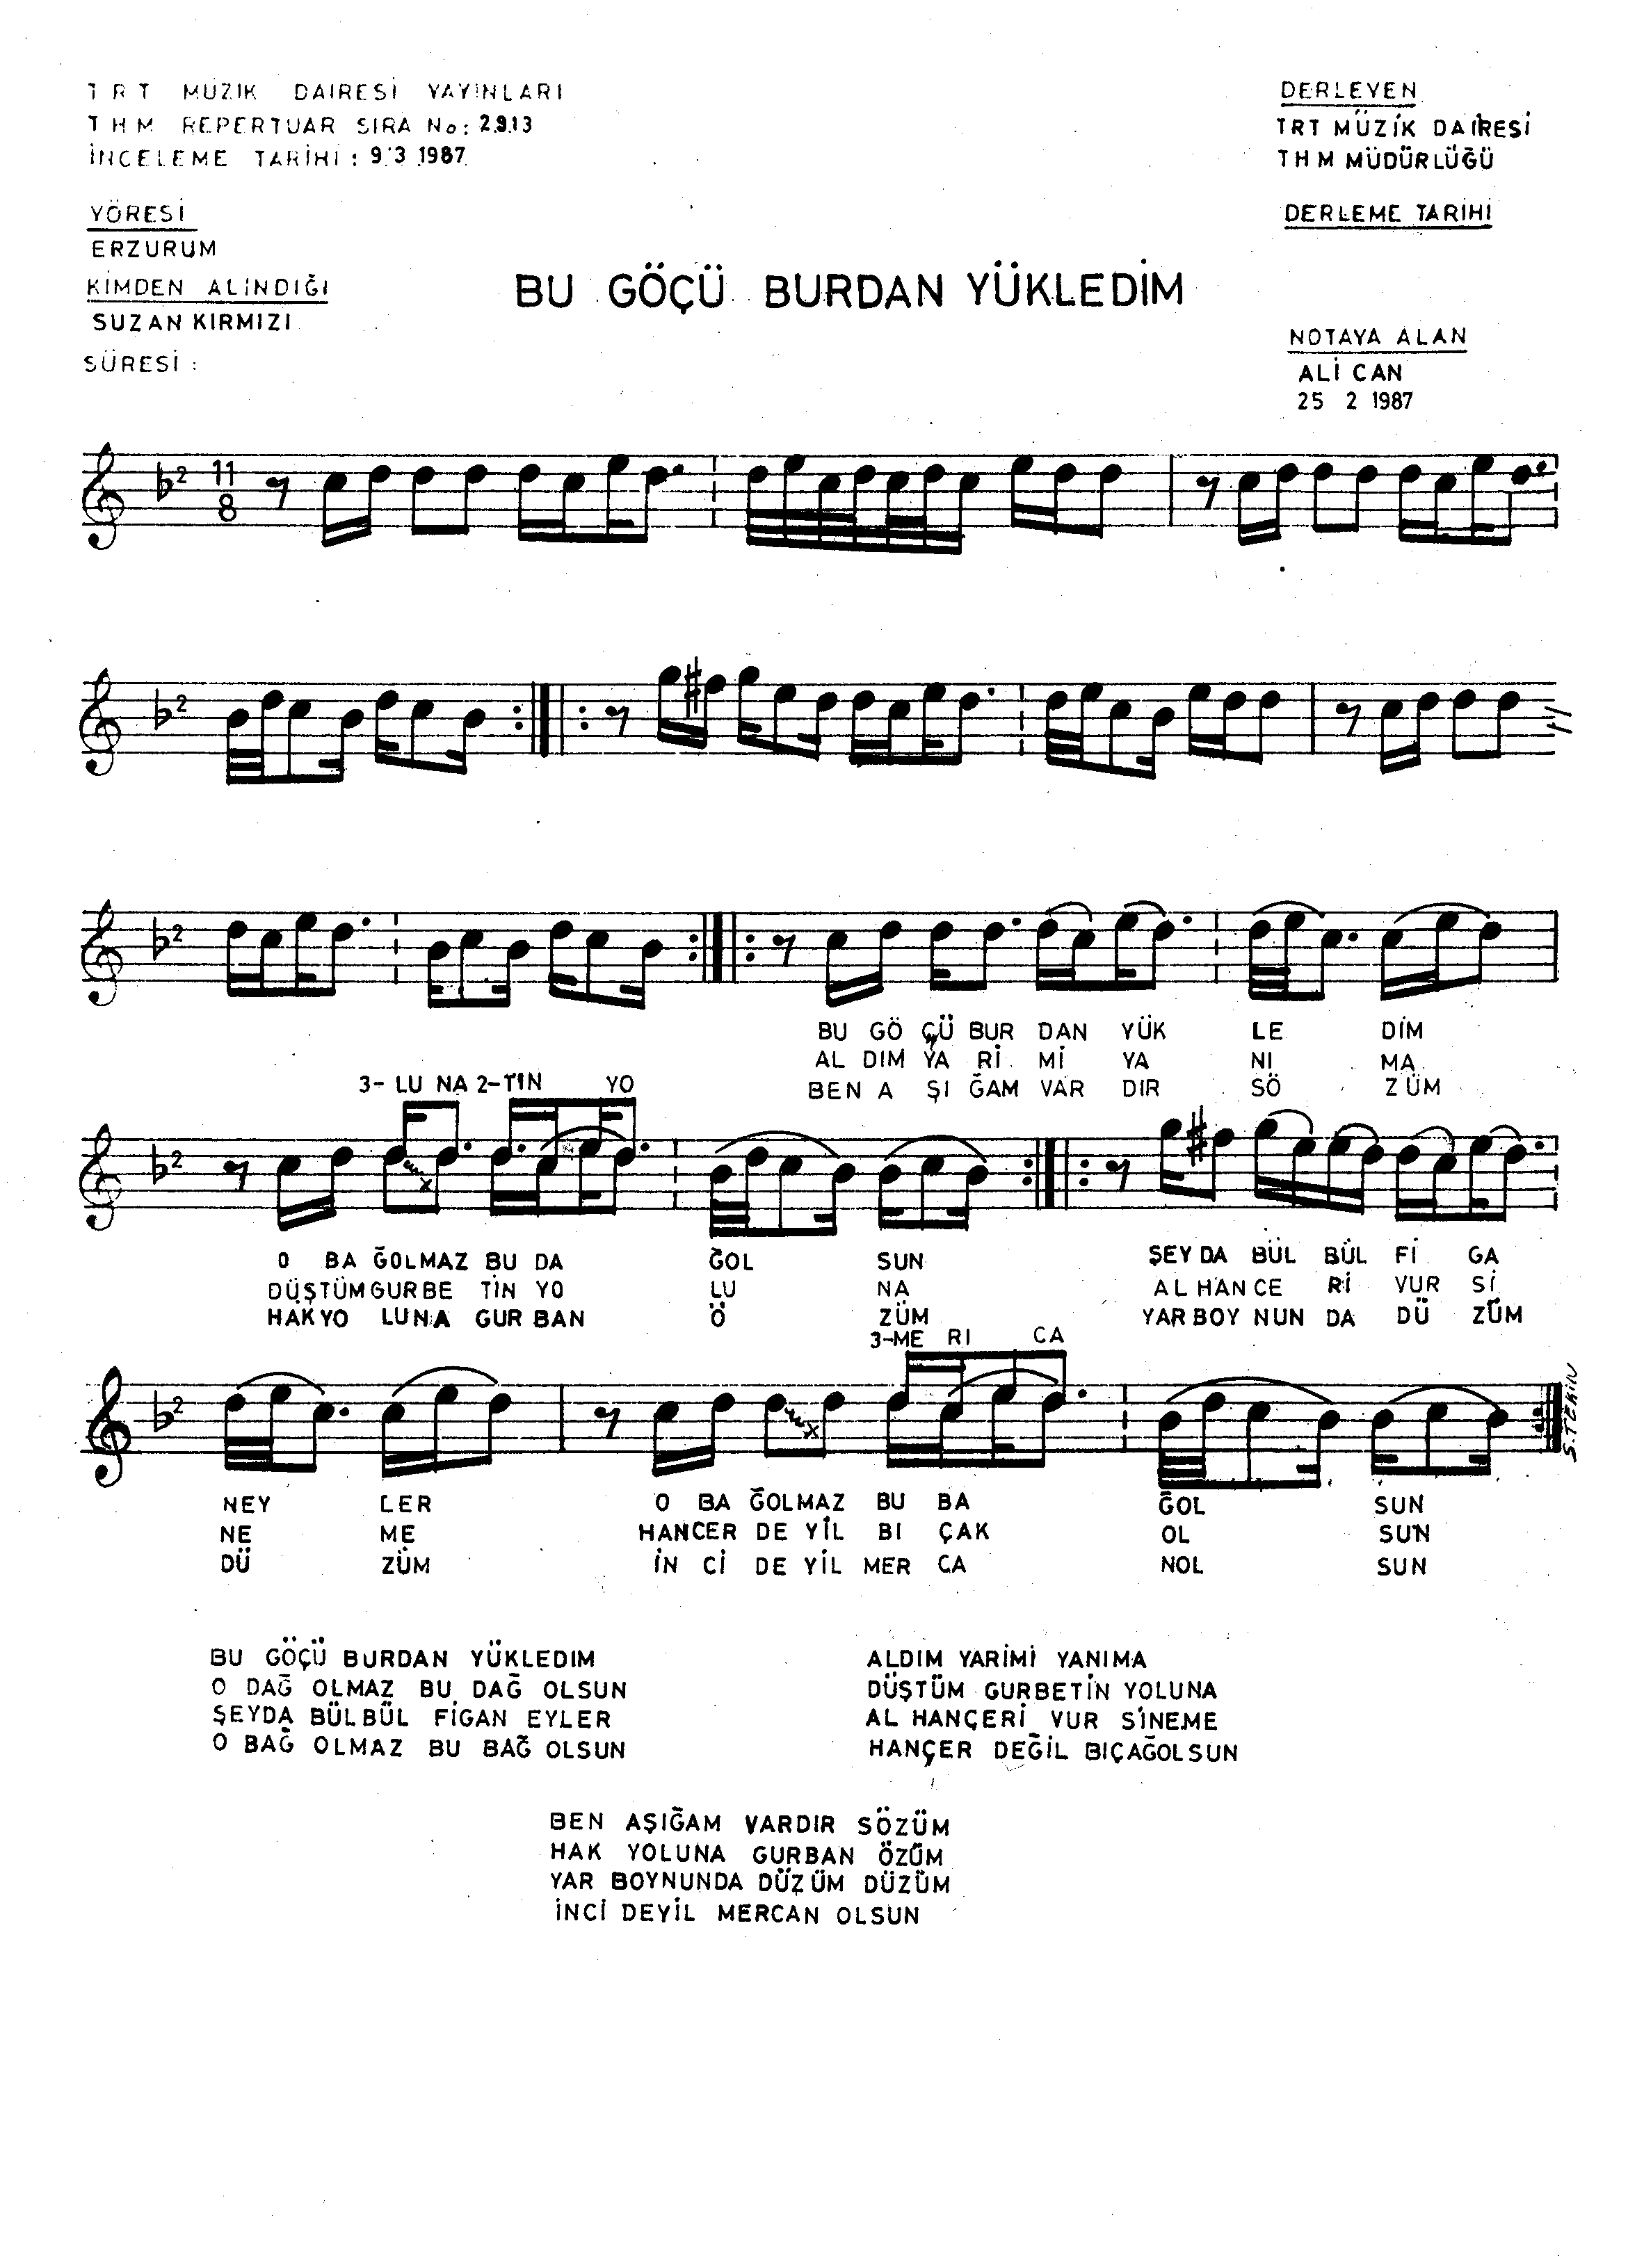 TRT MÜZİK DAİRESİ YAYINLARI
THM REPERTUAR SIRA No: 2913
İNCELEME TARİHİ : 9.3.1987
YÖRESİ
ERZURUM
KİMDEN ALINDIĞI
SUZAN KIRMIZI
SÜRESİ :
BU GÖÇÜ BURDAN YÜKLEDİM
DERLEYEN
TRT MÜZİK DAİRESİ
THM MÜDÜRLÜĞÜ
DERLEME TARİHİ
NOTAYA ALAN
ALİ CAN
25 2 1987
11
8
BU GÖ ÇÜ BUR DAN YÜK LE DİM
AL DIM YA Rİ Mİ YA NI MA
BEN A ŞI ĞAM VAR DIR SÖ ZÜM
3- LU NA 2-TİN YO
O BA ĞOLMAZ BU DA ĞOL SUN ŞEY DA BÜL BÜL Fİ GA
DÜŞTÜM GURBE TİN YO LU NA AL HAN CE Rİ VUR Sİ
HAK YO LUNA GUR BAN Ö ZÜM YAR BOY NUN DA DÜ ZÜM
3-ME RI CA
NEY LER O BA ĞOLMAZ BU BA ĞOL SUN
NE ME HANCER DE YİL BI ÇAK OL SUN
DÜ ZÜM İN Cİ DE YİL MER CA NOL SUN
S.TEKİN
BU GÖÇÜ BURDAN YÜKLEDIM
O DAĞ OLMAZ BU DAĞ OLSUN
ŞEYDA BÜLBÜL FİGAN EYLER
O BAĞ OLMAZ BU BAĞ OLSUN
ALDIM YARİMİ YANIMA
DÜŞTÜM GURBETİN YOLUNA
AL HANÇERİ VUR SİNEME
HANÇER DEĞİL BIÇAĞOLSUN
BEN AŞIĞAM VARDIR SÖZÜM
HAK YOLUNA GURBAN ÖZÜM
YAR BOYNUNDA DÜZÜM DÜZÜM
İNCİ DEYİL MERCAN OLSUN